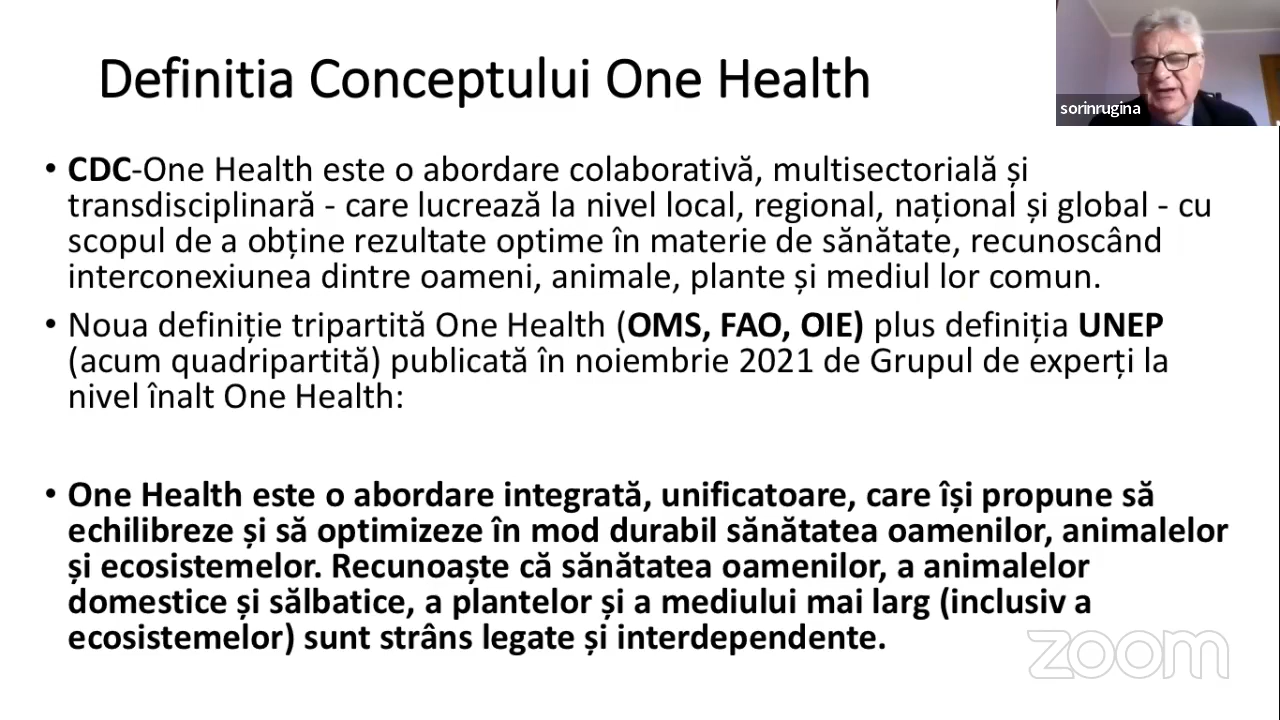 Definitia Conceptului One Health
sorinrugina
• CDC-One Health este o abordare colaborativă, multisectorială și
transdisciplinară - care lucrează la nivel local, regional, național și global - cu
scopul de a obține rezultate optime în materie de sănătate, recunoscând
interconexiunea dintre oameni, animale, plante și mediul lor comun.
• Noua definiție tripartită One Health (OMS, FAO, OIE) plus definiția UNEP
(acum quadripartită) publicată în noiembrie 2021 de Grupul de experți la
nivel înalt One Health:
• One Health este o abordare integrată, unificatoare, care își propune să
echilibreze și să optimizeze în mod durabil sănătatea oamenilor, animalelor
și ecosistemelor. Recunoaște că sănătatea oamenilor, a animalelor
domestice și sălbatice, a plantelor și a mediului mai larg (inclusiv a
ecosistemelor) sunt strâns legate și interdependente.
zoom